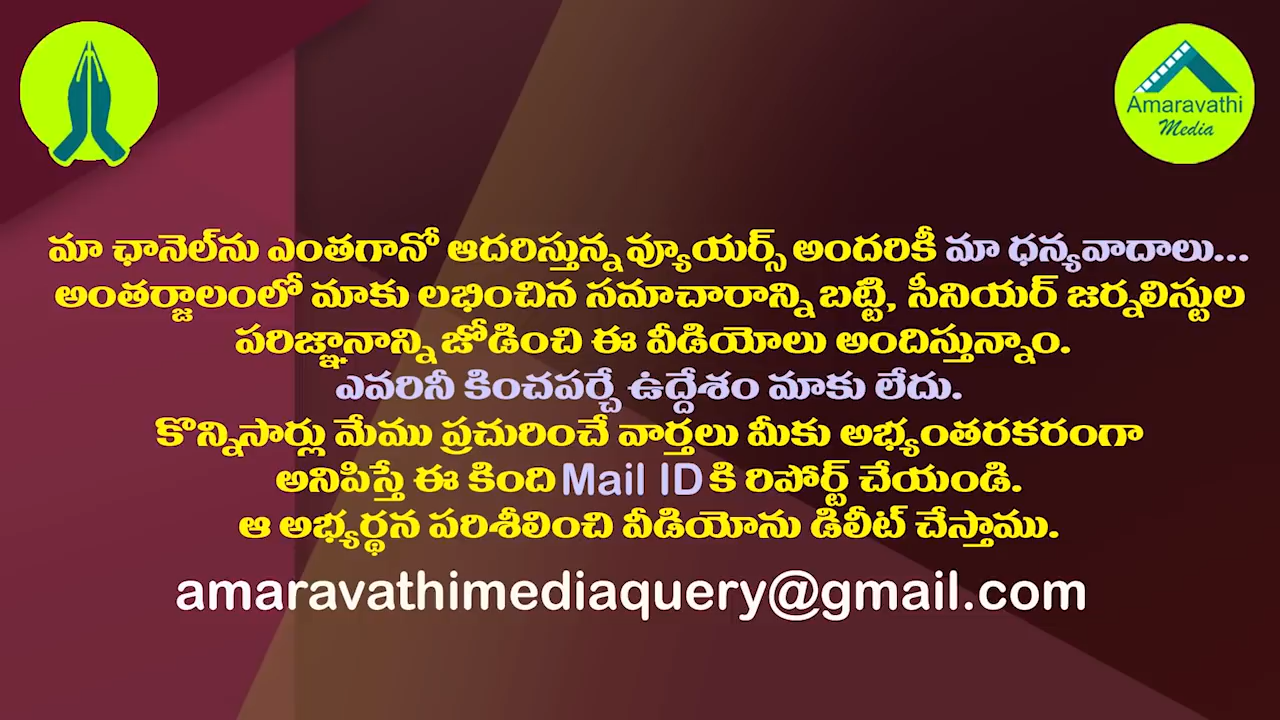 Amaravathi
Media
మా ఛానెల్‌ను ఎంతగానో ఆదరిస్తున్న వ్యూయర్స్ అందరికీ మా ధన్యవాదాలు...
అంతర్జాలంలో మాకు లభించిన సమాచారాన్ని బట్టి, సీనియర్ జర్నలిస్టుల
పరిజ్ఞానాన్ని జోడించి ఈ వీడియోలు అందిస్తున్నాం.
ఎవరినీ కించపర్చే ఉద్దేశం మాకు లేదు.
కొన్నిసార్లు మేము ప్రచురించే వార్తలు మీకు అభ్యంతరకరంగా
అనిపిస్తే ఈ కింది Mail ID కి రిపోర్ట్ చేయండి.
ఆ అభ్యర్థన పరిశీలించి వీడియోను డిలీట్ చేస్తాము.
amaravathimediaquery@gmail.com